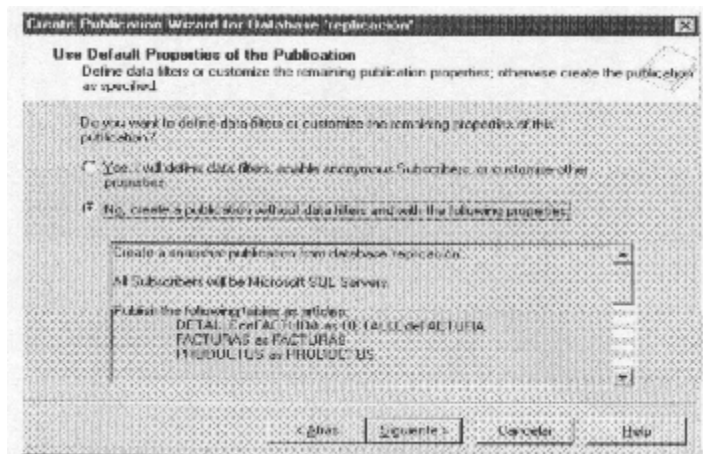 Create Publication Wizard for Database 'replicación'
Use Default Properties of the Publication
Define data filters or customize the remaining publication properties; otherwise create the publication
as specified.
Do you want to define data filters or customize the remaining properties of this
publication?
Yes, I will define data filters, enable anonymous Subscribers, or customize other
properties
No, create a publication without data filters and with the following properties:
Create a snapshot publication from database 'replicación'.
All Subscribers will be Microsoft SQL Servers.
Publish the following tables as articles:
DETALLEdeFACTURA as DETALLEdeFACTURA
FACTURAS as FACTURAS
PRODUCTOS as PRODUCTOS
< Atrás
Siguiente >
Cancelar
Help